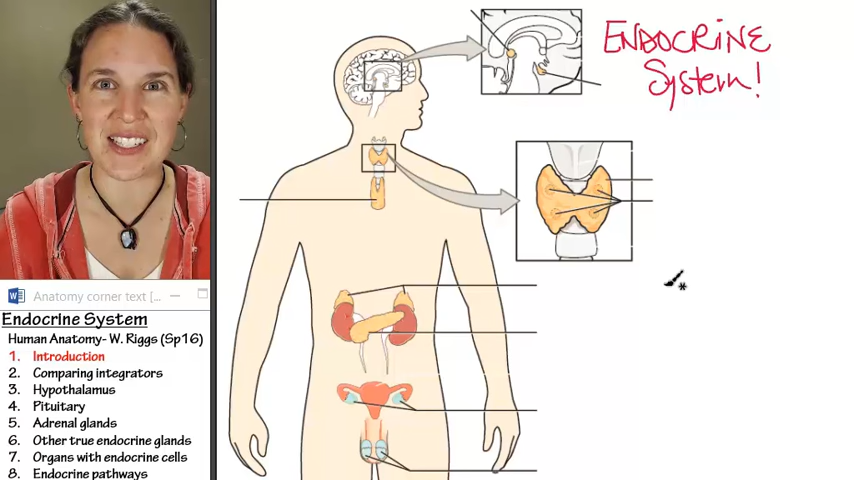 ENDOCRINE
System!
Anatomy corner text [...
Endocrine System
Human Anatomy- W. Riggs (Sp16)
1. Introduction
2. Comparing integrators
3. Hypothalamus
4. Pituitary
5. Adrenal glands
6. Other true endocrine glands
7. Organs with endocrine cells
8. Endocrine pathways